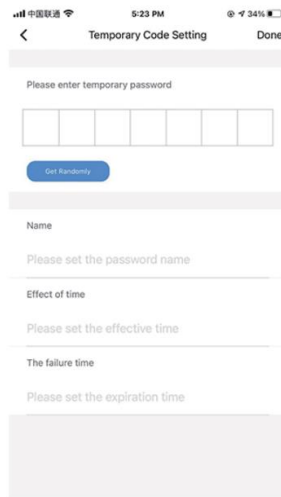 中国联通 5:23 PM 34%
Temporary Code Setting Done
Please enter temporary password
Get Randomly
Name
Please set the password name
Effect of time
Please set the effective time
The failure time
Please set the expiration time